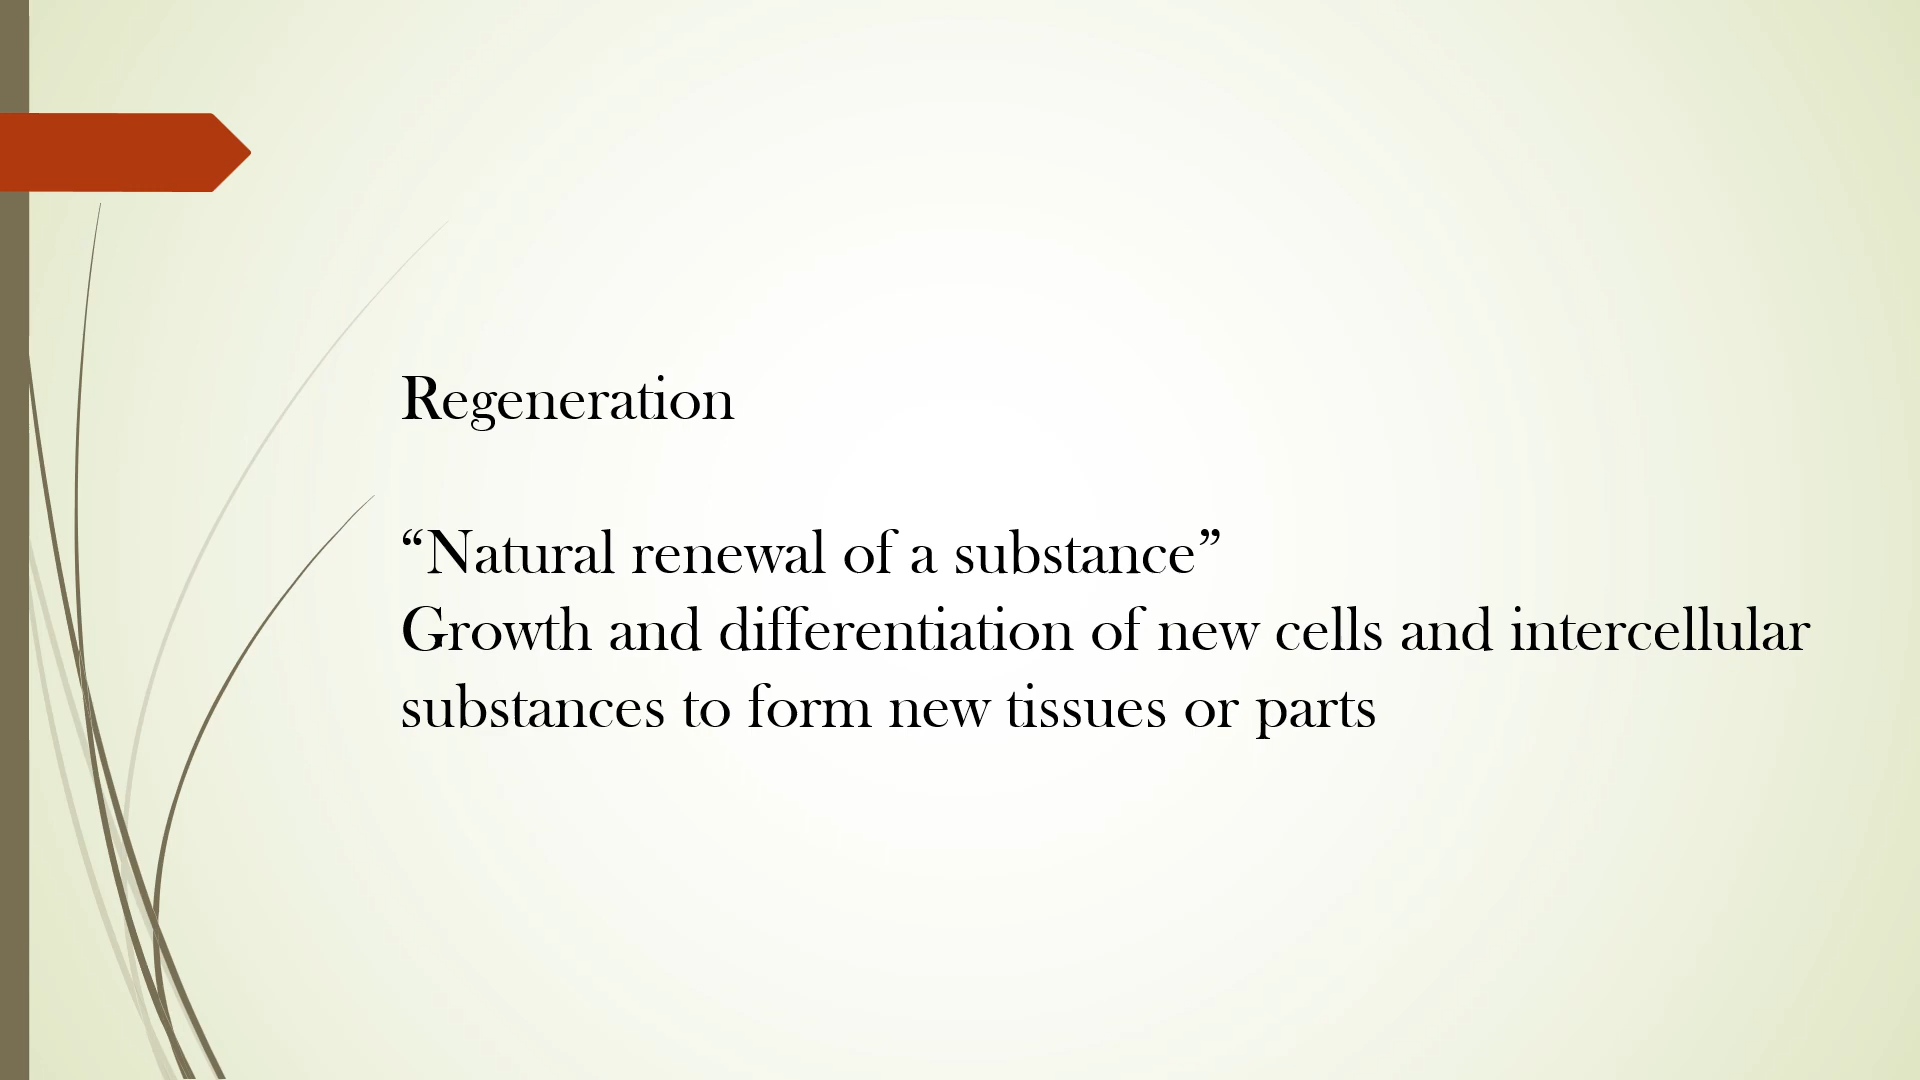 Regeneration
“Natural renewal of a substance”
Growth and differentiation of new cells and intercellular
substances to form new tissues or parts